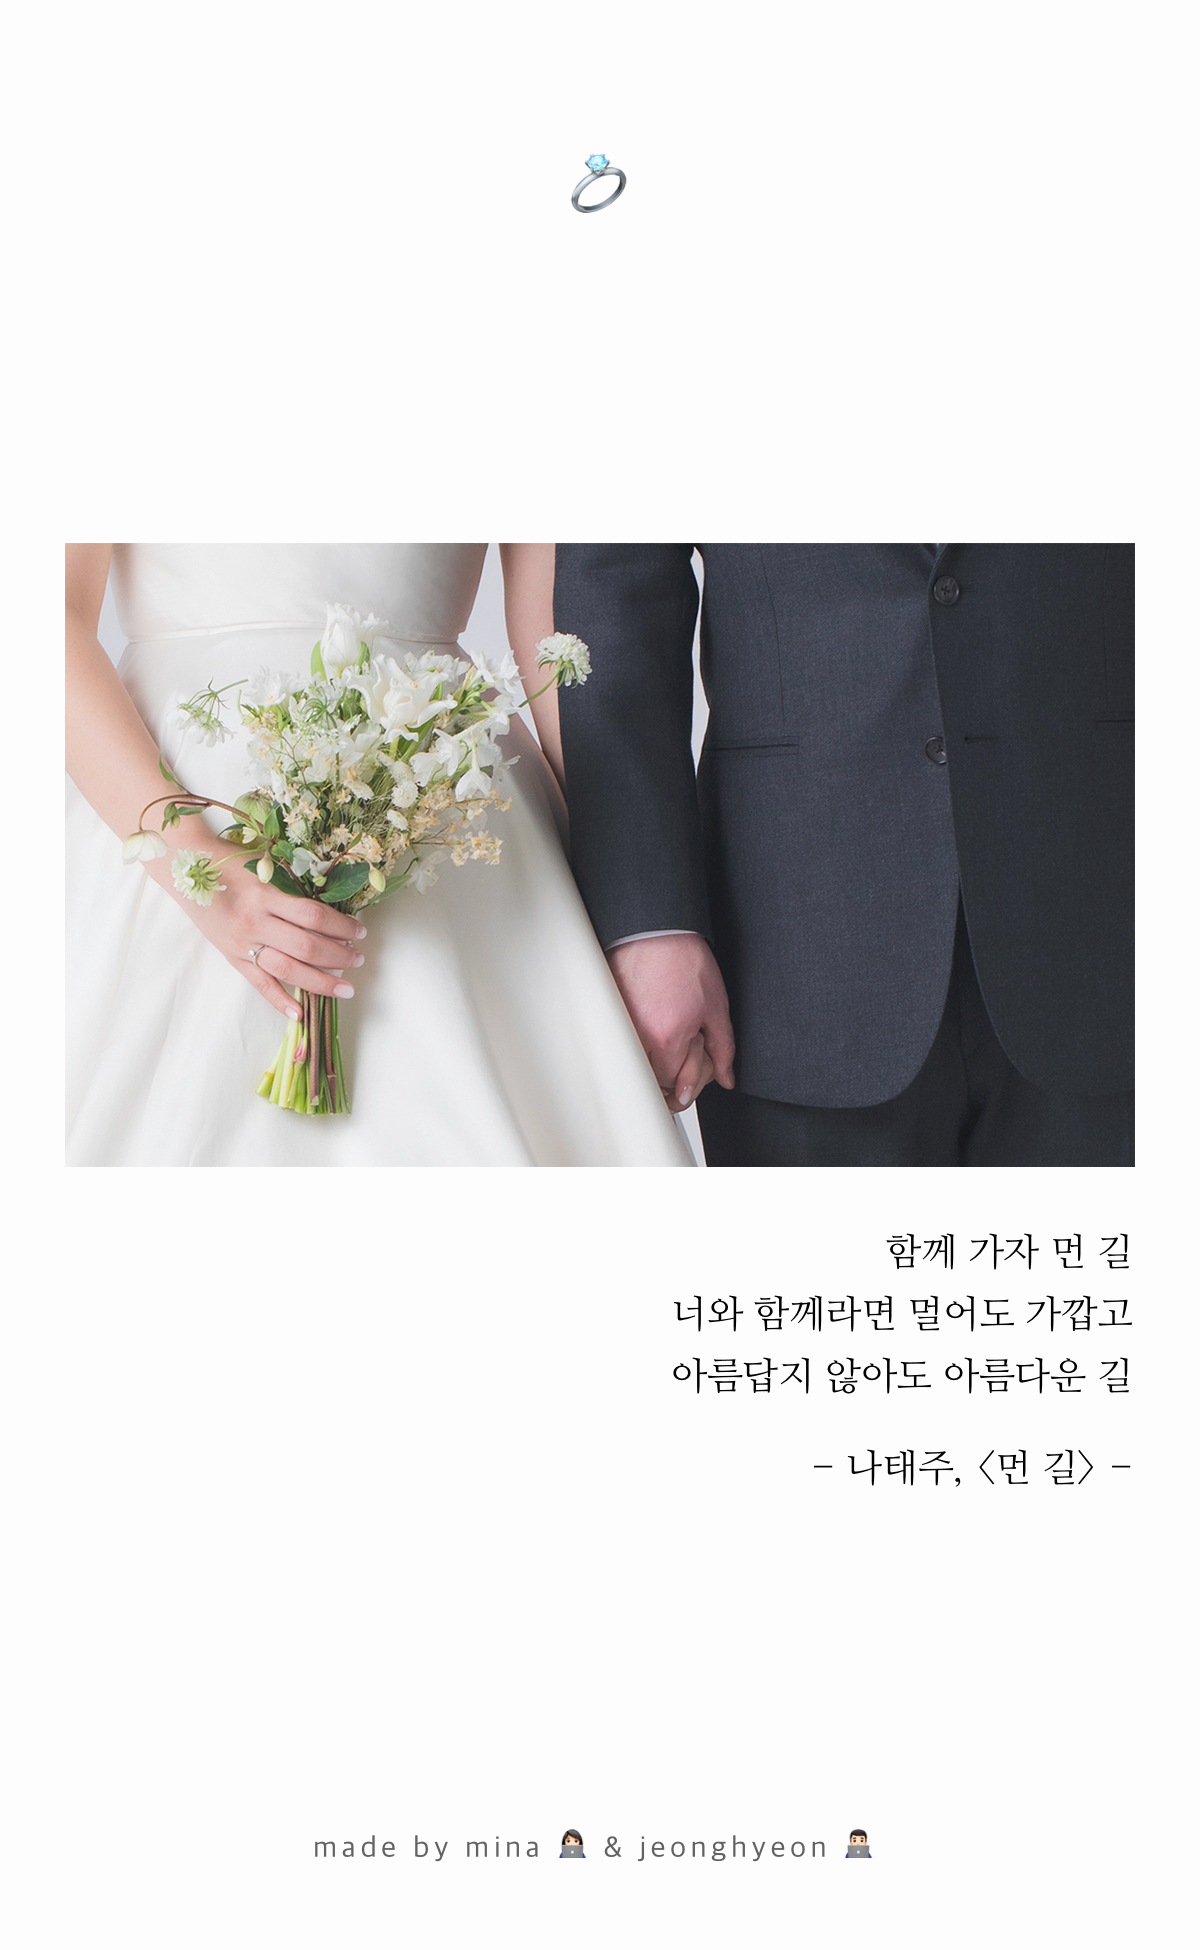 함께 가자 먼 길
너와 함께라면 멀어도 가깝고
아름답지 않아도 아름다운 길
– 나태주, 〈먼 길〉 –
made by mina 👩🏻‍💻 & jeonghyeon 👨🏻‍💻